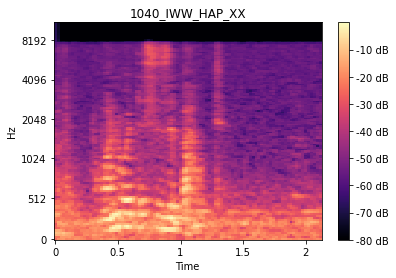 1040_IWW_HAP_XX
8192
4096
2048
1024
512
0
Hz
0
0.5
1
1.5
2
Time
-10 dB
-20 dB
-30 dB
-40 dB
-50 dB
-60 dB
-70 dB
-80 dB